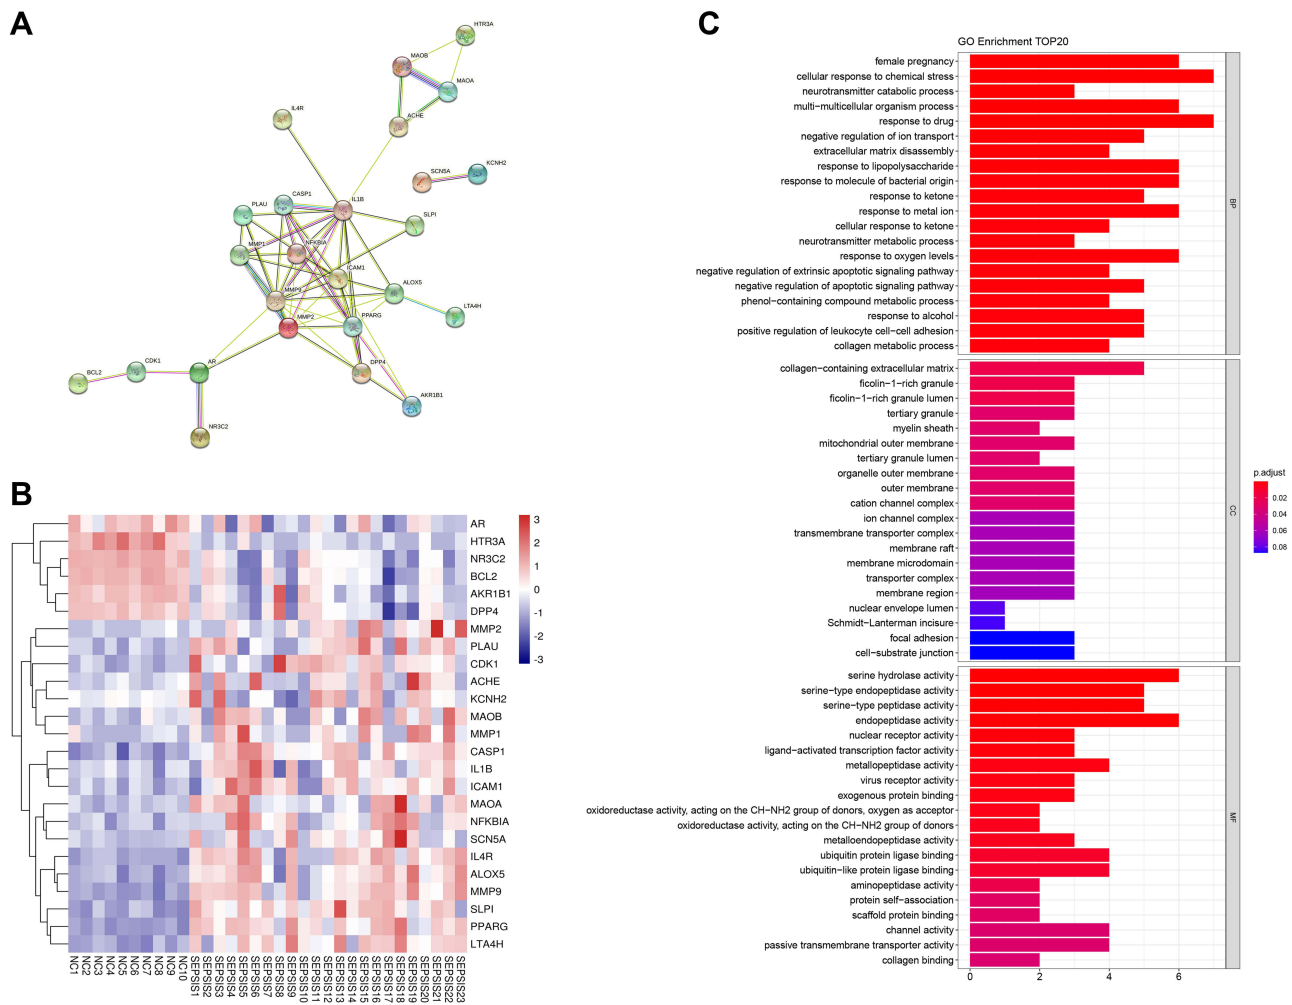 A
HTR3A
MAOB
MAOA
IL4R
ACHE
SCN5A
KCNH2
CASP1
IL1B
PLAU
SLPI
MMP1
NFKBIA
ICAM1
ALOX5
MMP9
LTA4H
MMP2
PPARG
CDK1
AR
BCL2
DPP4
AKR1B1
NR3C2
B
AR
HTR3A
NR3C2
BCL2
AKR1B1
DPP4
MMP2
PLAU
CDK1
ACHE
KCNH2
MAOB
MMP1
CASP1
IL1B
ICAM1
MAOA
NFKBIA
SCN5A
IL4R
ALOX5
MMP9
SLPI
PPARG
LTA4H
3
2
1
0
-1
-2
-3
NC1
NC2
NC3
NC4
NC5
NC6
NC7
NC8
NC9
NC10
SEPSIS1
SEPSIS2
SEPSIS3
SEPSIS4
SEPSIS5
SEPSIS6
SEPSIS7
SEPSIS8
SEPSIS9
SEPSIS10
SEPSIS11
SEPSIS12
SEPSIS13
SEPSIS14
SEPSIS15
SEPSIS16
SEPSIS17
SEPSIS18
SEPSIS19
SEPSIS20
SEPSIS21
SEPSIS22
SEPSIS23
C
GO Enrichment TOP20
female pregnancy
cellular response to chemical stress
neurotransmitter catabolic process
multi−multicellular organism process
response to drug
negative regulation of ion transport
extracellular matrix disassembly
response to lipopolysaccharide
response to molecule of bacterial origin
response to ketone
response to metal ion
cellular response to ketone
neurotransmitter metabolic process
response to oxygen levels
negative regulation of extrinsic apoptotic signaling pathway
negative regulation of apoptotic signaling pathway
phenol−containing compound metabolic process
response to alcohol
positive regulation of leukocyte cell−cell adhesion
collagen metabolic process
BP
collagen−containing extracellular matrix
ficolin−1−rich granule
ficolin−1−rich granule lumen
tertiary granule
myelin sheath
mitochondrial outer membrane
tertiary granule lumen
organelle outer membrane
outer membrane
cation channel complex
ion channel complex
transmembrane transporter complex
membrane raft
membrane microdomain
transporter complex
membrane region
nuclear envelope lumen
Schmidt−Lanterman incisure
focal adhesion
cell−substrate junction
CC
serine hydrolase activity
serine−type endopeptidase activity
serine−type peptidase activity
endopeptidase activity
nuclear receptor activity
ligand−activated transcription factor activity
metallopeptidase activity
virus receptor activity
exogenous protein binding
oxidoreductase activity, acting on the CH−NH2 group of donors, oxygen as acceptor
oxidoreductase activity, acting on the CH−NH2 group of donors
metalloendopeptidase activity
ubiquitin protein ligase binding
ubiquitin−like protein ligase binding
aminopeptidase activity
protein self−association
scaffold protein binding
channel activity
passive transmembrane transporter activity
collagen binding
MF
0
2
4
6
p.adjust
0.02
0.04
0.06
0.08